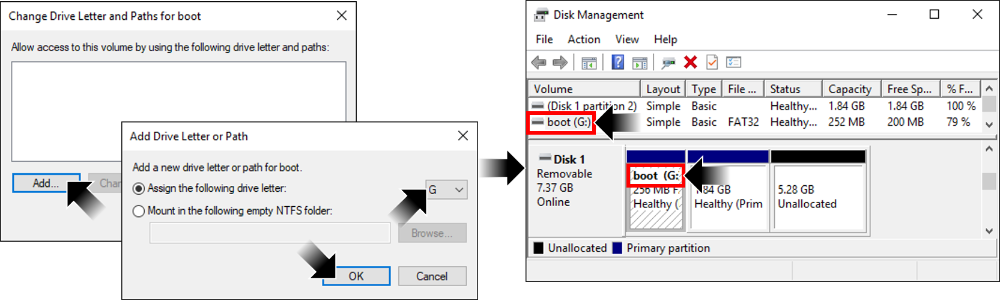 Change Drive Letter and Paths for boot
Allow access to this volume by using the following drive letter and paths:
Add...
Add Drive Letter or Path
Add a new drive letter or path for boot.
Assign the following drive letter:
G
Mount in the following empty NTFS folder:
Browse...
OK
Cancel
Disk Management
File Action View Help
Volume Layout Type File ... Status Capacity Free Sp... % F...
(Disk 1 partition 2) Simple Basic Healthy... 1.84 GB 1.84 GB 100 %
boot (G:) Simple Basic FAT32 Healthy... 252 MB 200 MB 79 %
Disk 1
Removable
7.37 GB
Online
boot (G:
256 MB F
Healthy (
1.84 GB
Healthy (Prim
5.28 GB
Unallocated
Unallocated Primary partition